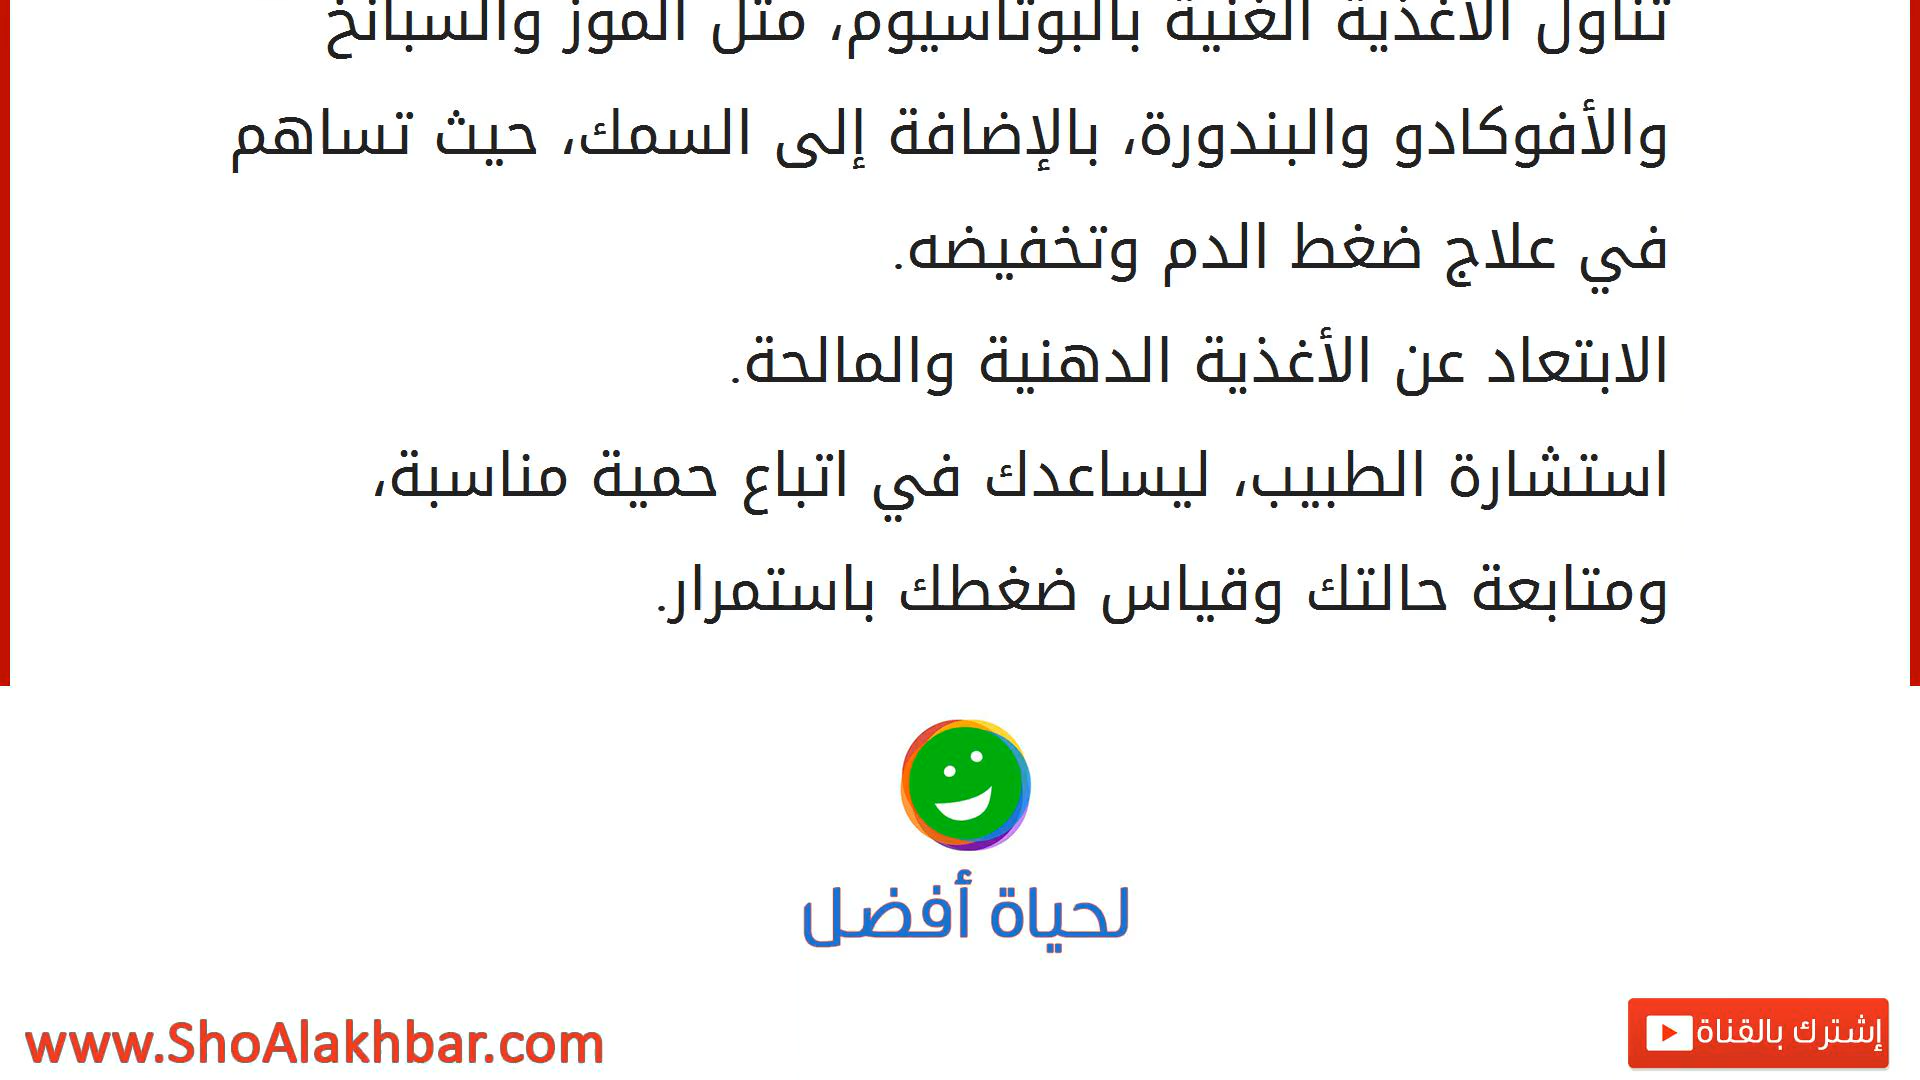 تناول الأغذية الغنية بالبوتاسيوم، مثل الموز والسبانخ
والأفوكادو والبندورة، بالإضافة إلى السمك، حيث تساهم
في علاج ضغط الدم وتخفيضه.
الابتعاد عن الأغذية الدهنية والمالحة.
استشارة الطبيب، ليساعدك في اتباع حمية مناسبة،
ومتابعة حالتك وقياس ضغطك باستمرار.
لحياة أفضل
www.ShoAlakhbar.com
إشترك بالقناة